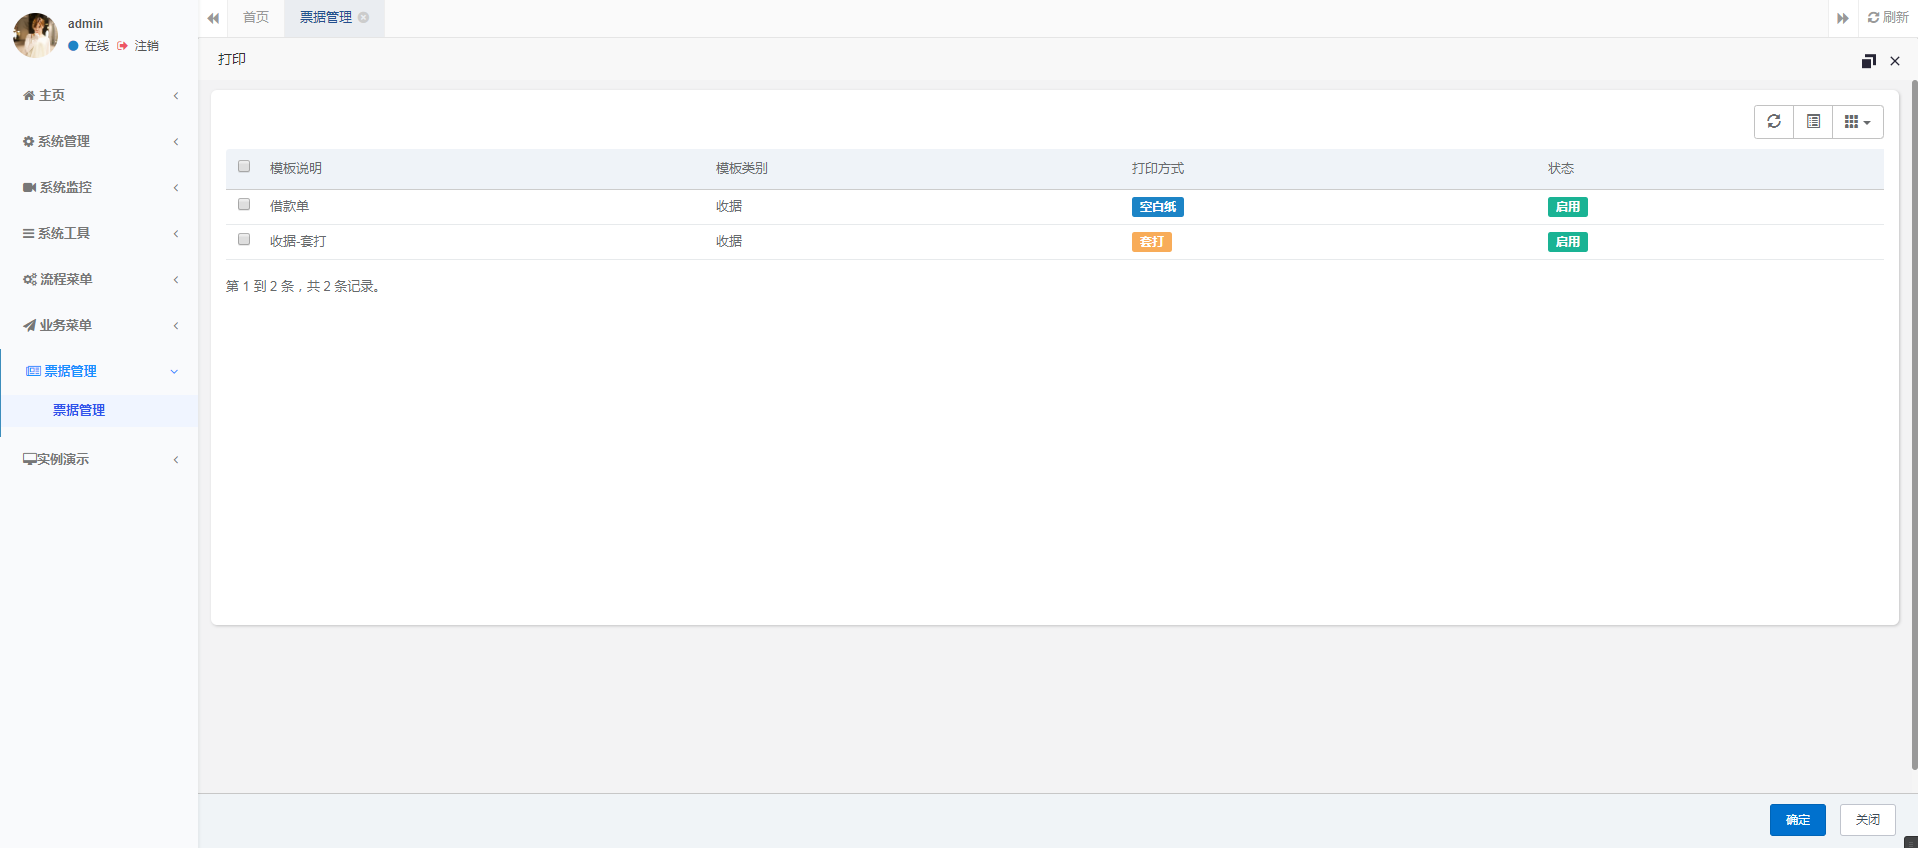 admin
在线 注销
主页
系统管理
系统监控
系统工具
流程菜单
业务菜单
票据管理
票据管理
实例演示
首页 票据管理 刷新
打印
模板说明 模板类别 打印方式 状态
借款单 收据 空白纸 启用
收据-套打 收据 套打 启用
第 1 到 2 条，共 2 条记录。
确定 关闭